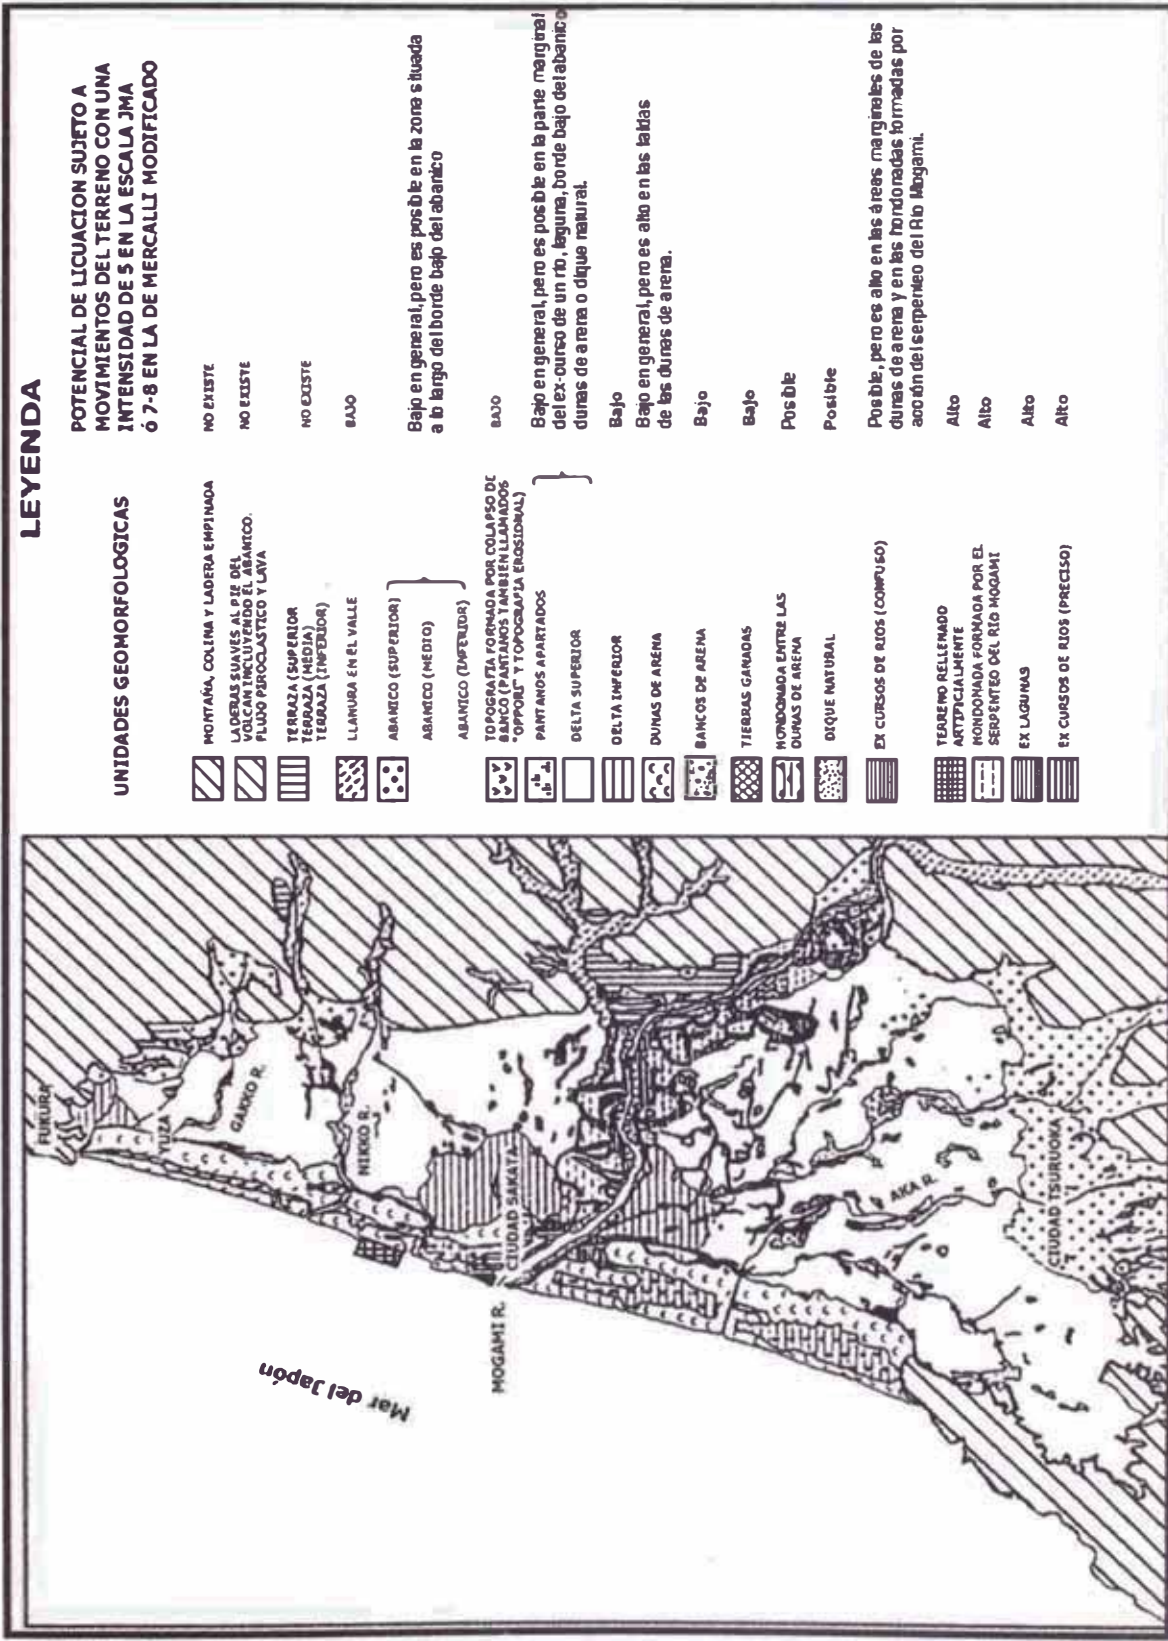 LEYENDA
UNIDADES GEOMORFOLOGICAS
POTENCIAL DE LICUACION SUJETO A
MOVIMIENTOS DEL TERRENO CON UNA
INTENSIDAD DE 5 EN LA ESCALA JMA
ó 7-8 EN LA DE MERCALLI MODIFICADO
MONTAÑA, COLINA Y LADERA EMPINADA
NO EXISTE
LADERAS SUAVES AL PIE DEL
VOLCAN INCLUYENDO EL ABANICO.
FLUJO PIROCLASTICO Y LAVA
NO EXISTE
TERRAZA (SUPERIOR
TERRAZA (MEDIA)
TERRAZA (INFERIOR)
NO EXISTE
LLANURA EN EL VALLE
BAJO
ABANICO (SUPERIOR)
ABANICO (MEDIO)
ABANICO (INFERIOR)
Bajo en general, pero es posible en la zona situada
a lo largo del borde bajo del abanico
TOPOGRAFIA FORMADA POR COLAPSO DE
BANCO (PANTANOS TAMBIEN LLAMADOS
"OPPORI" Y TOPOGRAFIA EROSIONAL)
BAJO
PANTANOS APARTADOS
DELTA SUPERIOR
Bajo en general, pero es posible en la parte marginal
del ex-curso de un río, laguna, borde bajo del abanico
dunas de arena o dique natural.
DELTA INFERIOR
Bajo
DUNAS DE ARENA
Bajo en general, pero es alto en las faldas
de las dunas de arena.
BANCOS DE ARENA
Bajo
TIERRAS GANADAS
Bajo
HONDONADA ENTRE LAS
DUNAS DE ARENA
Posible
DIQUE NATURAL
Posible
EX CURSOS DE RIOS (CONFUSO)
Posible, pero es alto en las áreas marginales de las
dunas de arena y en las hondonadas formadas por
acción del serpenteo del Río Mogami.
TERRENO RELLENADO
ARTIFICIALMENTE
Alto
HONDONADA FORMADA POR EL
SERPENTEO DEL RÍO MOGAMI
Alto
EX LAGUNAS
Alto
EX CURSOS DE RIOS (PRECISO)
Alto
FUKURA
YUZA
GAKKO R.
NIKKO R.
CIUDAD SAKATA
MOGAMI R.
Mar del Japón
AKA R.
CIUDAD TSURUOKA